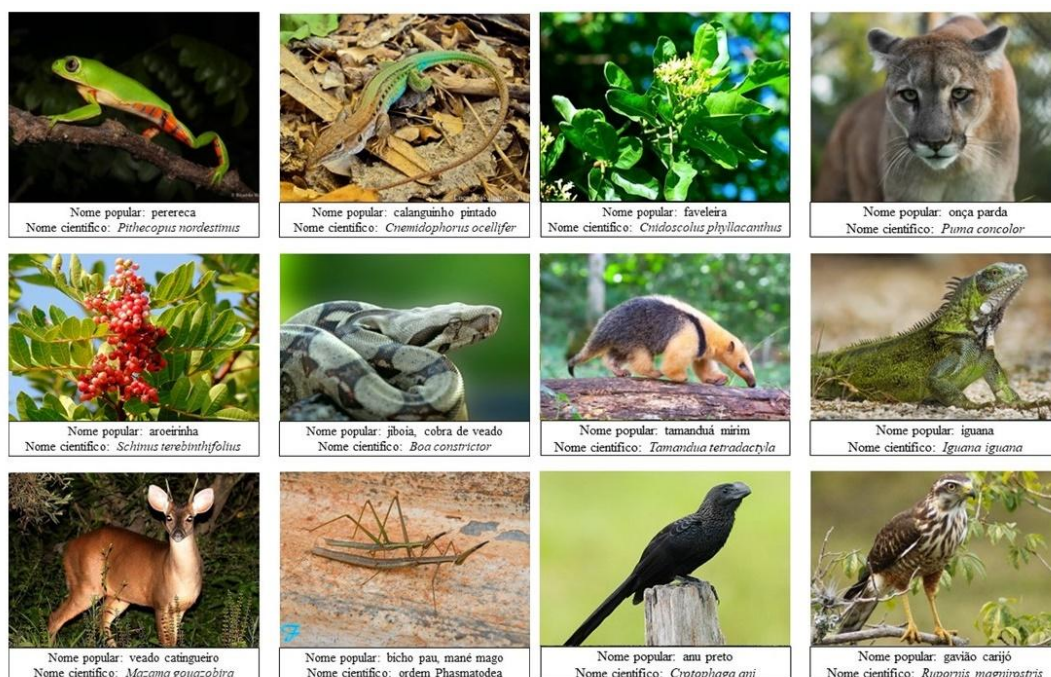 Nome popular: perereca
Nome científico: Pithecopus nordestinus
Nome popular: calanguinho pintado
Nome científico: Cnemidophorus ocellifer
Nome popular: faveleira
Nome científico: Cnidoscolus phyllacanthus
Nome popular: onça parda
Nome científico: Puma concolor
Nome popular: aroeirinha
Nome científico: Schinus terebinthifolius
Nome popular: jiboia, cobra de veado
Nome científico: Boa constrictor
Nome popular: tamanduá mirim
Nome científico: Tamandua tetradactyla
Nome popular: iguana
Nome científico: Iguana iguana
Nome popular: veado catingueiro
Nome científico: Mazama gouazobira
Nome popular: bicho pau, mané mago
Nome científico: ordem Phasmatodea
Nome popular: anu preto
Nome científico: Crotophaga ani
Nome popular: gavião carijó
Nome científico: Rupornis magnirostris